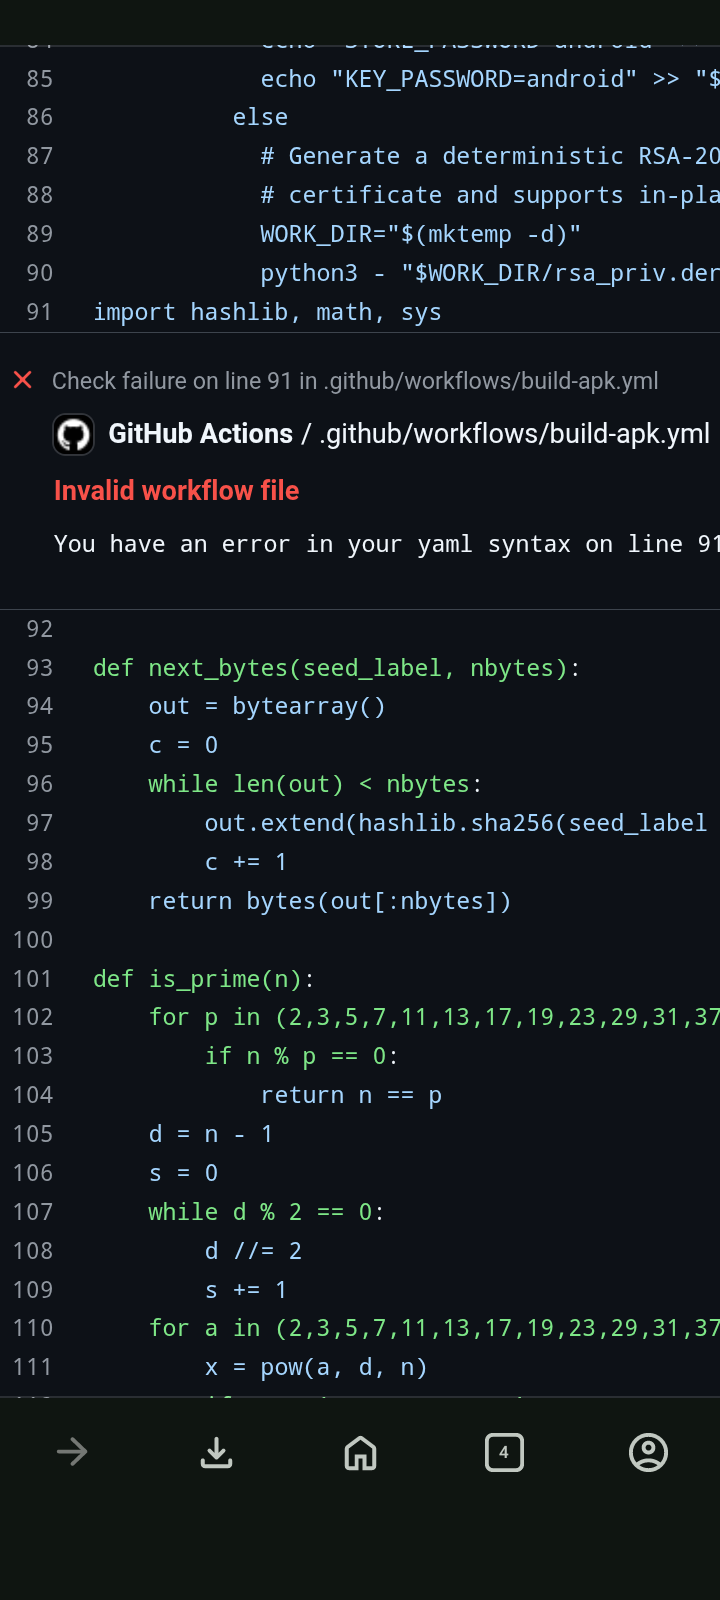 85 echo "KEY_PASSWORD=android" >> "$
86 else
87 # Generate a deterministic RSA-20
88 # certificate and supports in-pla
89 WORK_DIR="$(mktemp -d)"
90 python3 - "$WORK_DIR/rsa_priv.der
91 import hashlib, math, sys
Check failure on line 91 in .github/workflows/build-apk.yml
GitHub Actions / .github/workflows/build-apk.yml
Invalid workflow file
You have an error in your yaml syntax on line 91
92
93 def next_bytes(seed_label, nbytes):
94 out = bytearray()
95 c = 0
96 while len(out) < nbytes:
97 out.extend(hashlib.sha256(seed_label
98 c += 1
99 return bytes(out[:nbytes])
100
101 def is_prime(n):
102 for p in (2,3,5,7,11,13,17,19,23,29,31,37
103 if n % p == 0:
104 return n == p
105 d = n - 1
106 s = 0
107 while d % 2 == 0:
108 d //= 2
109 s += 1
110 for a in (2,3,5,7,11,13,17,19,23,29,31,37
111 x = pow(a, d, n)
4